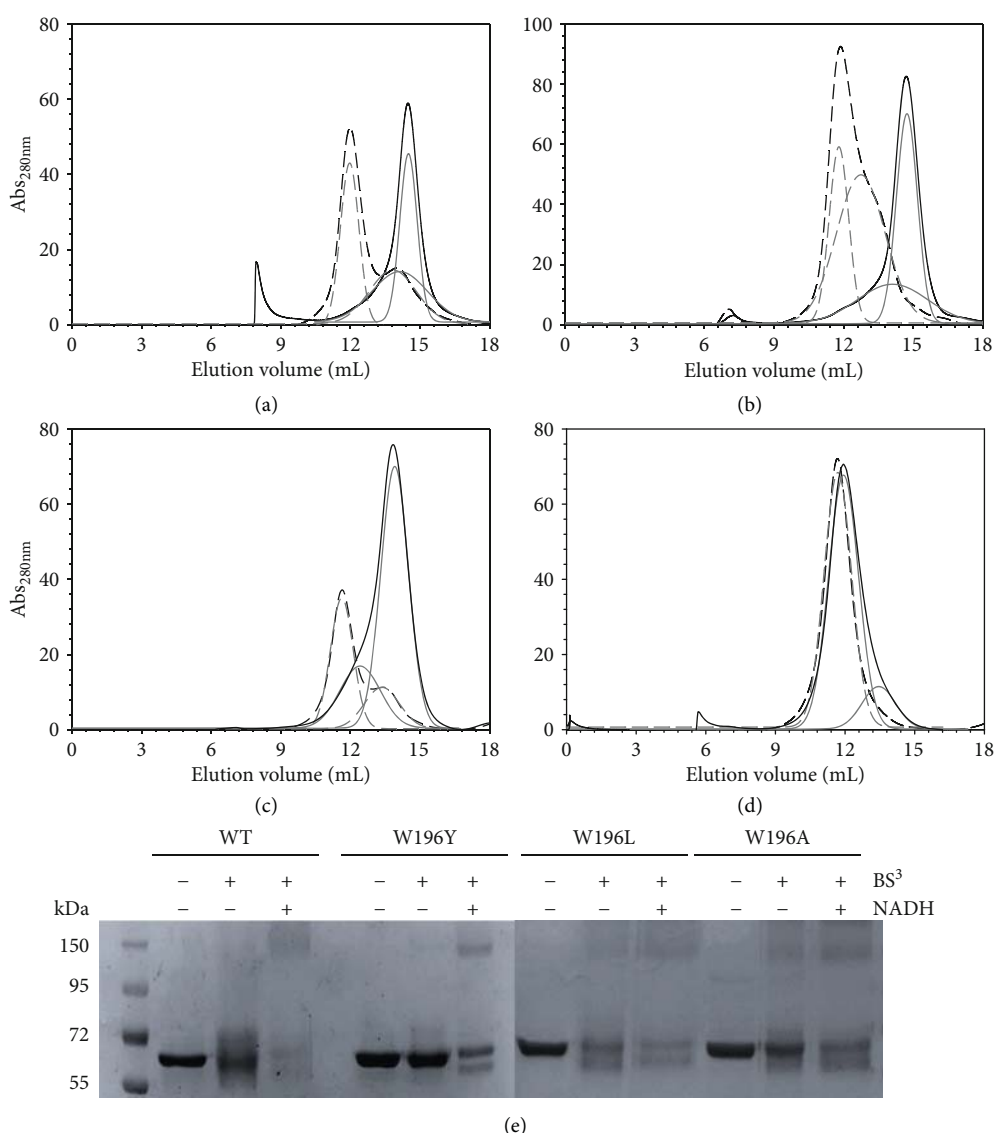 80
60
40
20
0
Abs280nm
0 3 6 9 12 15 18
Elution volume (mL)
(a)
100
80
60
40
20
0
0 3 6 9 12 15 18
Elution volume (mL)
(b)
80
60
40
20
0
Abs280nm
0 3 6 9 12 15 18
Elution volume (mL)
(c)
80
60
40
20
0
0 3 6 9 12 15 18
Elution volume (mL)
(d)
WT W196Y W196L W196A
− + + − + + − + + − + + BS³
kDa − − + − − + − − + − − + NADH
150
95
72
55
(e)